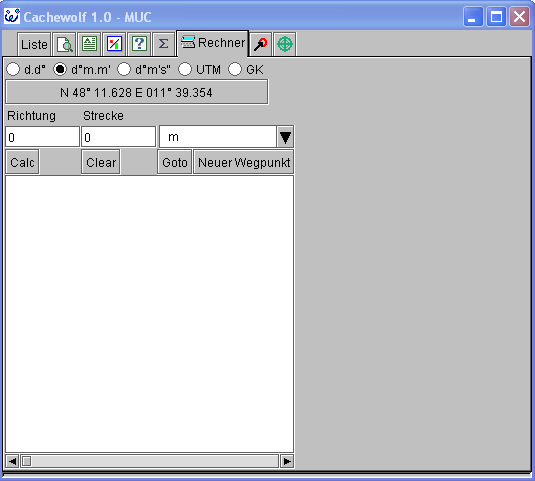 Cachewolf 1.0 - MUC
Liste Σ Rechner
d.d° d°m.m' d°m's" UTM GK
N 48° 11.628 E 011° 39.354
Richtung Strecke
0 0 m
Calc Clear Goto Neuer Wegpunkt